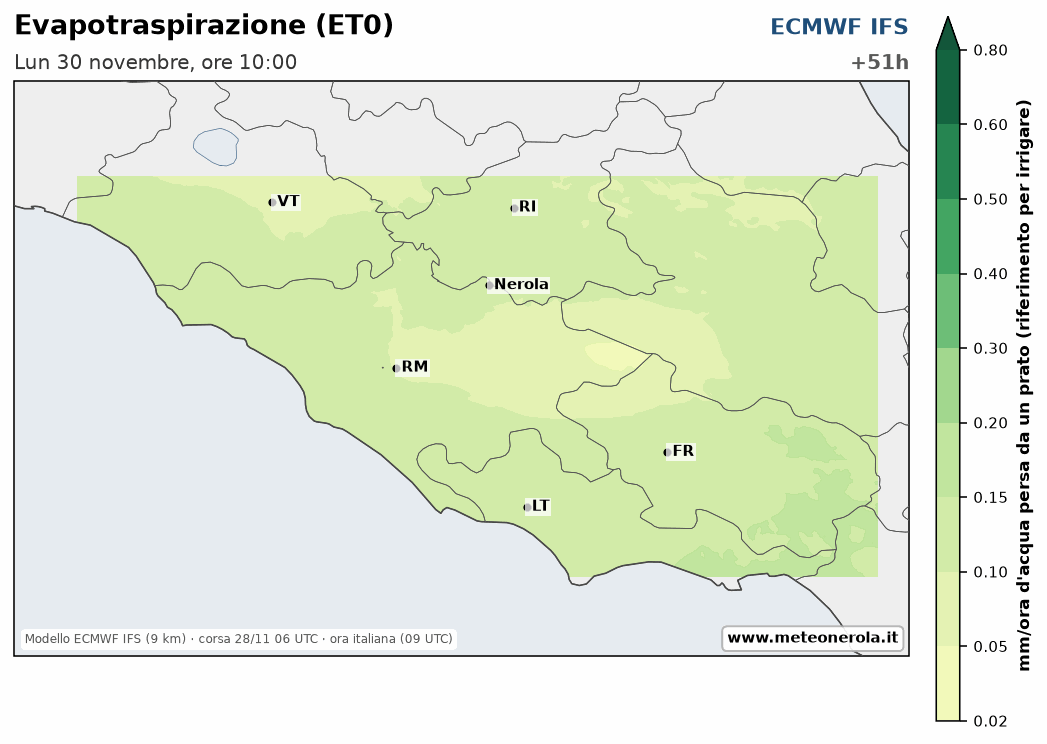 Evapotraspirazione (ET0)
ECMWF IFS
Lun 30 novembre, ore 10:00
+51h
VT
RI
Nerola
RM
FR
LT
Modello ECMWF IFS (9 km) · corsa 28/11 06 UTC · ora italiana (09 UTC)
www.meteonerola.it
0.80
0.60
0.50
0.40
0.30
0.20
0.15
0.10
0.05
0.02
mm/ora d'acqua persa da un prato (riferimento per irrigare)